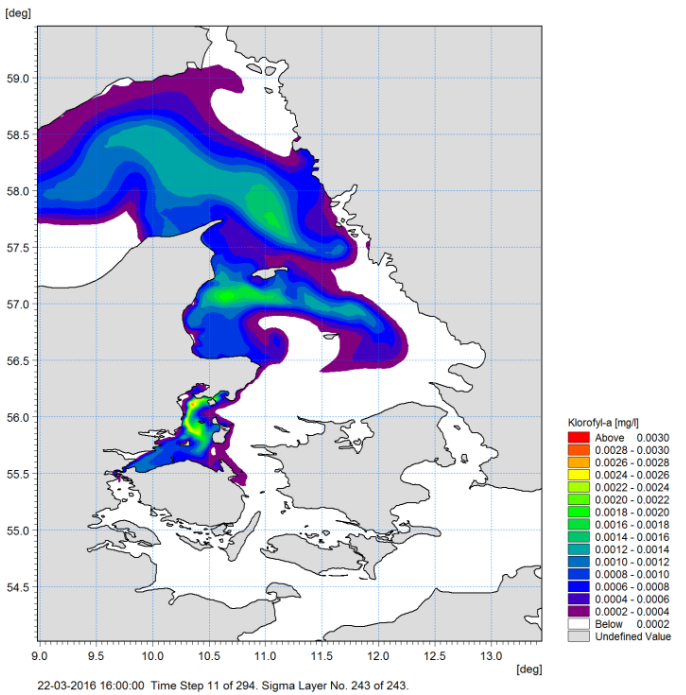 [deg]
59.0
58.5
58.0
57.5
57.0
56.5
56.0
55.5
55.0
54.5
9.0 9.5 10.0 10.5 11.0 11.5 12.0 12.5 13.0
[deg]
22-03-2016 16:00:00 Time Step 11 of 294. Sigma Layer No. 243 of 243.
Klorofyl-a [mg/l]
Above 0.0030
0.0028 - 0.0030
0.0026 - 0.0028
0.0024 - 0.0026
0.0022 - 0.0024
0.0020 - 0.0022
0.0018 - 0.0020
0.0016 - 0.0018
0.0014 - 0.0016
0.0012 - 0.0014
0.0010 - 0.0012
0.0008 - 0.0010
0.0006 - 0.0008
0.0004 - 0.0006
0.0002 - 0.0004
Below 0.0002
Undefined Value